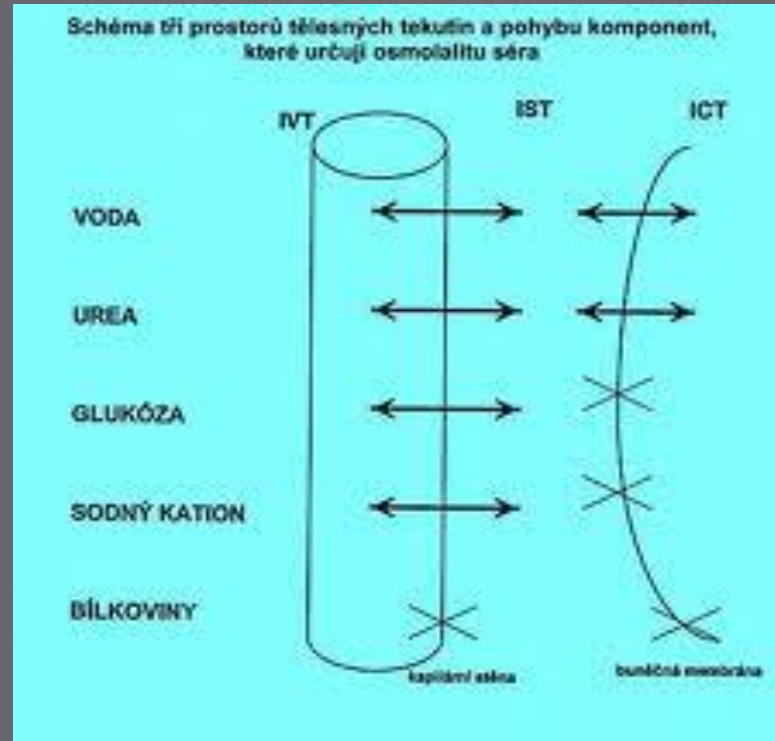 Schéma tří prostorů tělesných tekutin a pohybu komponent,
které určují osmolalitu séra
IVT IST ICT
VODA
UREA
GLUKÓZA
SODNÝ KATION
BÍLKOVINY
kapilární stěna buněčná membrána